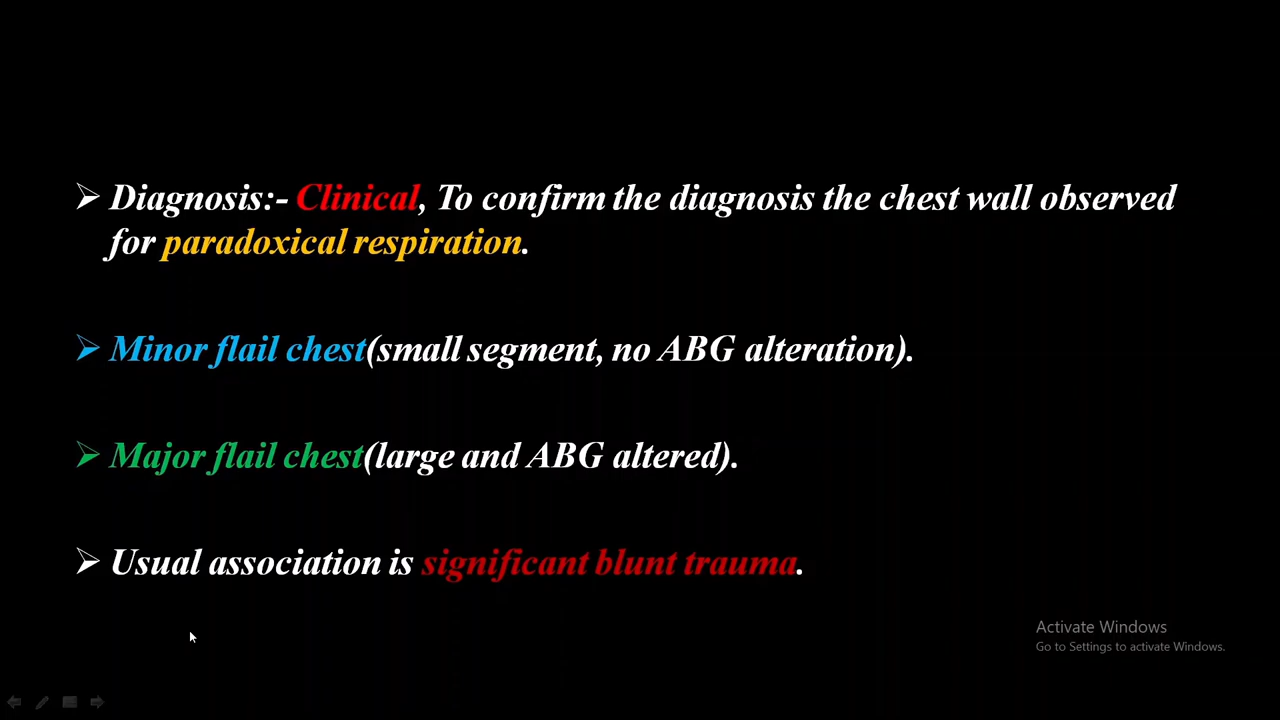 Diagnosis:- Clinical, To confirm the diagnosis the chest wall observed
for paradoxical respiration.
Minor flail chest(small segment, no ABG alteration).
Major flail chest(large and ABG altered).
Usual association is significant blunt trauma.
Activate Windows
Go to Settings to activate Windows.